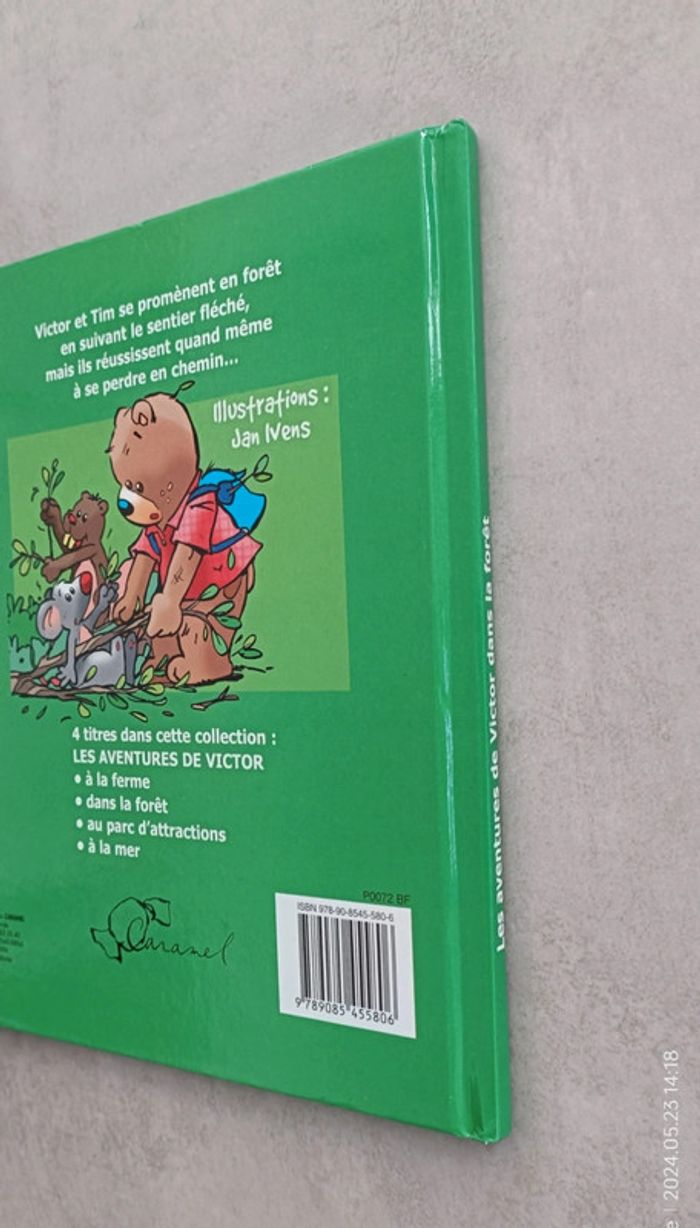 Victor et Tim se promènent en forêt
en suivant le sentier fléché,
mais ils réussissent quand même
à se perdre en chemin...
Illustrations :
Jan Ivens
4 titres dans cette collection :
LES AVENTURES DE VICTOR
• à la ferme
• dans la forêt
• au parc d'attractions
• à la mer
Caramel
P0072 BF
ISBN 978-90-8545-580-6
9 789085 455806
Les aventures de Victor dans la forêt
2024.05.23 14:18